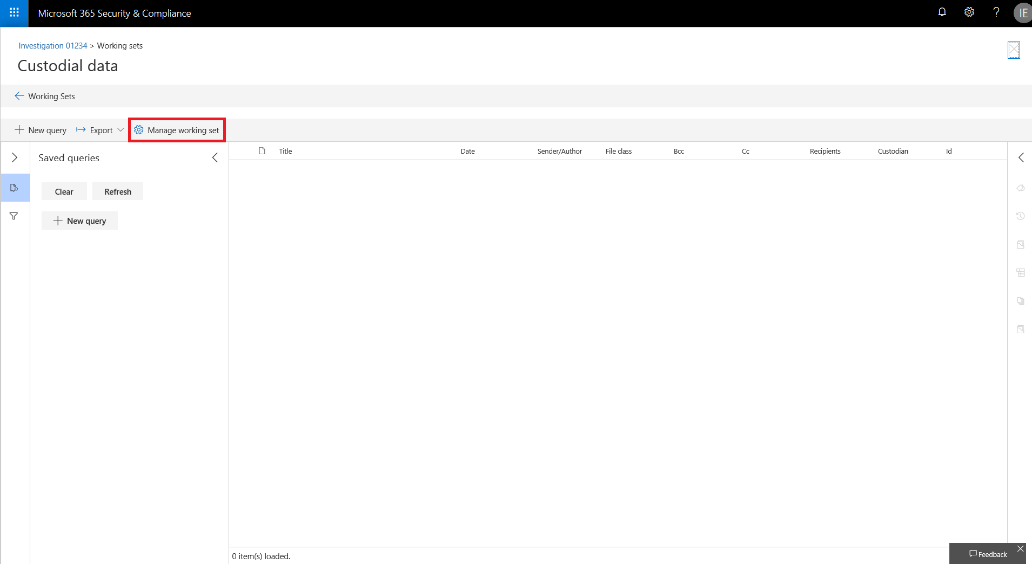 Microsoft 365 Security & Compliance
?
IE
Investigation 01234 > Working sets
Custodial data
Working Sets
New query Export Manage working set
Saved queries
Title Date Sender/Author File class Bcc Cc Recipients Custodian Id
Clear Refresh
New query
0 item(s) loaded.
Feedback